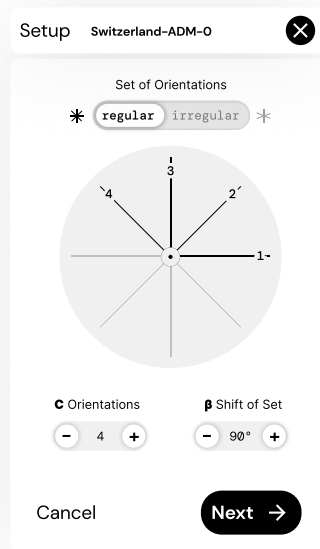 Setup Switzerland-ADM-0
Set of Orientations
regular irregular
3
4 2
1
C Orientations β Shift of Set
− 4 + − 90° +
Cancel Next →